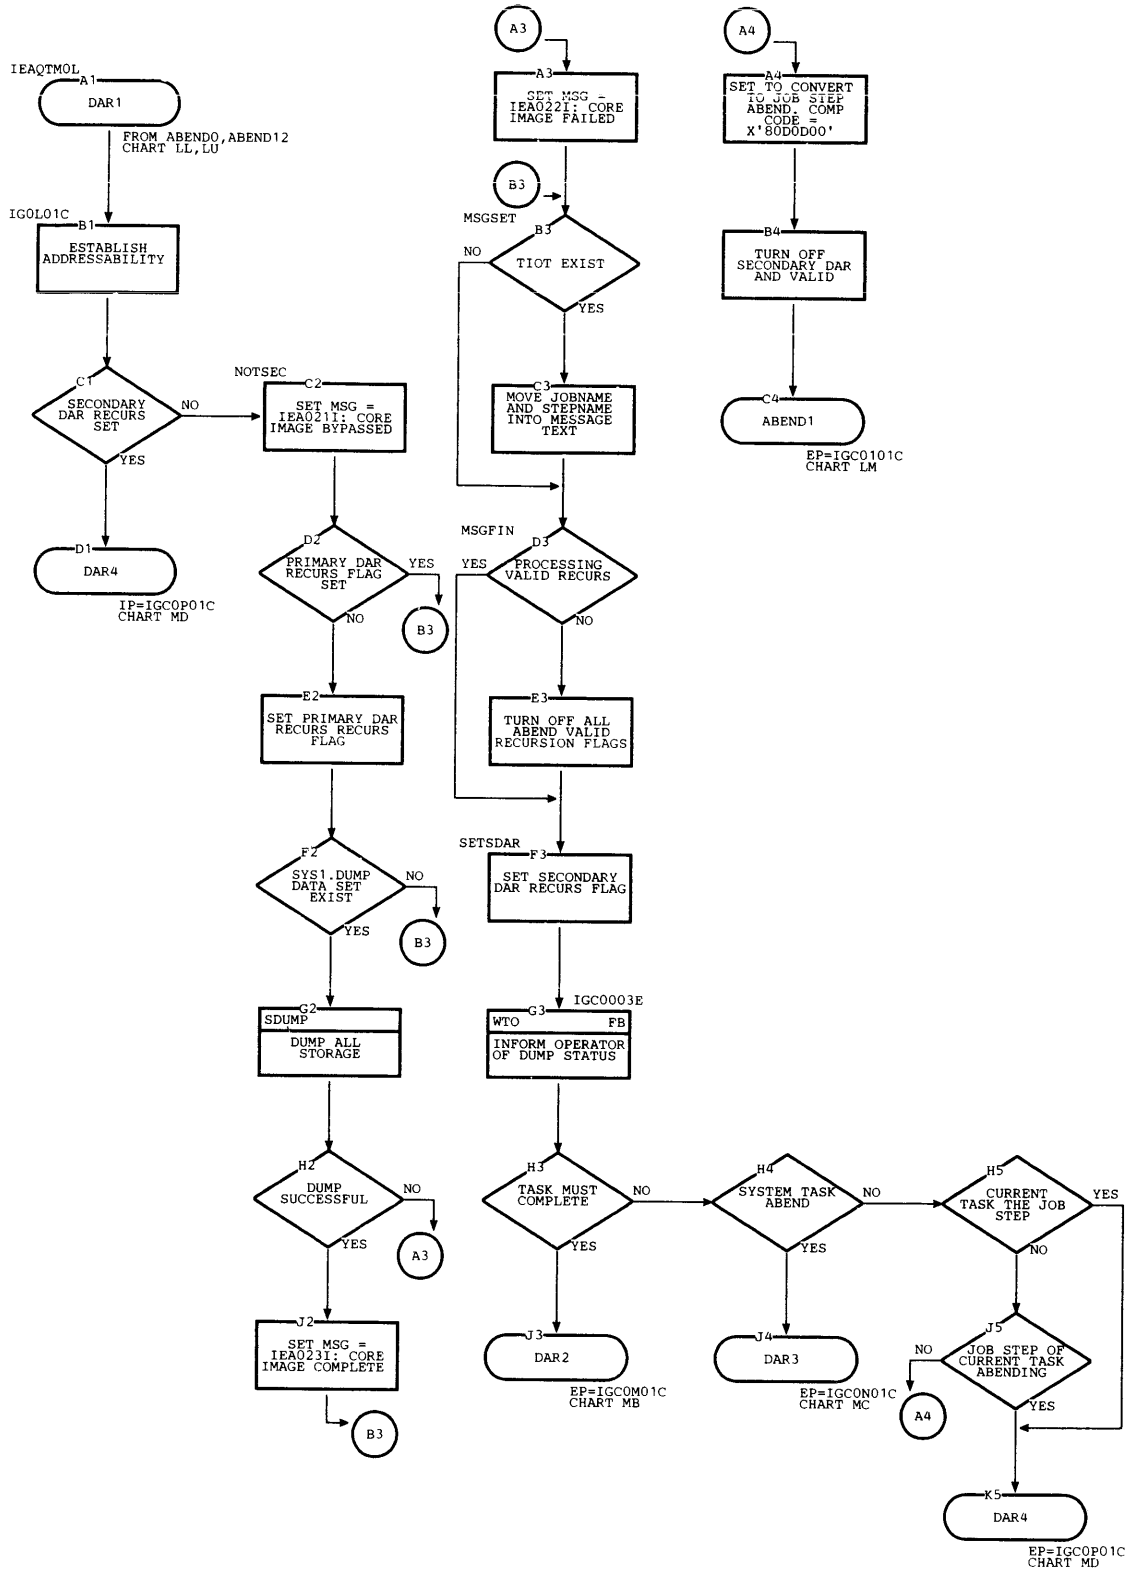 IEAQTM0L
A1
DAR1
FROM ABEND0,ABEND12
CHART LL,LU
IG0L01C
B1
ESTABLISH
ADDRESSABILITY
C1
SECONDARY
DAR RECURS
SET
NO
YES
D1
DAR4
IP=IGC0P01C
CHART MD
NOTSEC
C2
SET MSG =
IEA021I: CORE
IMAGE BYPASSED
D2
PRIMARY DAR
RECURS FLAG
SET
YES
B3
NO
E2
SET PRIMARY DAR
RECURS RECURS
FLAG
F2
SYS1.DUMP
DATA SET
EXIST
NO
B3
YES
G2
SDUMP
DUMP ALL
STORAGE
H2
DUMP
SUCCESSFUL
NO
A3
YES
J2
SET MSG =
IEA023I: CORE
IMAGE COMPLETE
B3
A3
A3
SET MSG =
IEA022I: CORE
IMAGE FAILED
B3
MSGSET
B3
TIOT EXIST
NO
YES
C3
MOVE JOBNAME
AND STEPNAME
INTO MESSAGE
TEXT
MSGFIN
D3
PROCESSING
VALID RECURS
YES
NO
E3
TURN OFF ALL
ABEND VALID
RECURSION FLAGS
SETSDAR
F3
SET SECONDARY
DAR RECURS FLAG
IGC0003E
G3
WTO FB
INFORM OPERATOR
OF DUMP STATUS
H3
TASK MUST
COMPLETE
NO
YES
J3
DAR2
EP=IGC0M01C
CHART MB
A4
A4
SET TO CONVERT
TO JOB STEP
ABEND. COMP
CODE =
X'80D0D00'
B4
TURN OFF
SECONDARY DAR
AND VALID
C4
ABEND1
EP=IGC0101C
CHART LM
H4
SYSTEM TASK
ABEND
NO
YES
J4
DAR3
EP=IGC0N01C
CHART MC
H5
CURRENT
TASK THE JOB
STEP
YES
NO
J5
JOB STEP OF
CURRENT TASK
ABENDING
NO
A4
YES
K5
DAR4
EP=IGC0P01C
CHART MD